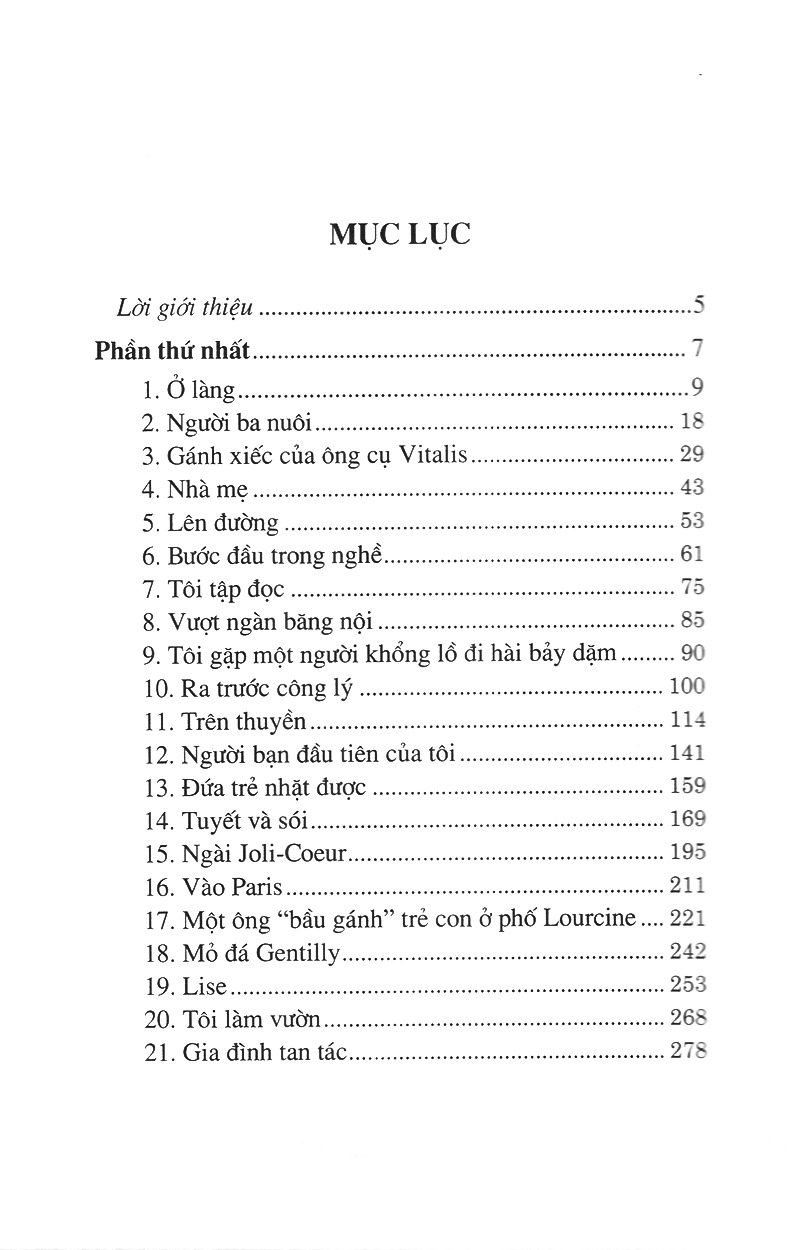 MỤC LỤC
Lời giới thiệu ..................................................................... 5
Phần thứ nhất ..................................................................... 7
1. Ở làng ..................................................................... 9
2. Người ba nuôi ......................................................... 18
3. Gánh xiếc của ông cụ Vitalis ................................. 29
4. Nhà mẹ ................................................................... 43
5. Lên đường .............................................................. 53
6. Bước đầu trong nghề .............................................. 61
7. Tôi tập đọc ............................................................. 75
8. Vượt ngàn băng nội ............................................... 85
9. Tôi gặp một người khổng lồ đi hài bảy dặm ......... 90
10. Ra trước công lý ................................................. 100
11. Trên thuyền ........................................................ 114
12. Người bạn đầu tiên của tôi ................................. 141
13. Đứa trẻ nhặt được .............................................. 159
14. Tuyết và sói ........................................................ 169
15. Ngài Joli-Coeur .................................................. 195
16. Vào Paris ............................................................ 211
17. Một ông “bầu gánh” trẻ con ở phố Lourcine .... 221
18. Mỏ đá Gentilly ................................................... 242
19. Lise ..................................................................... 253
20. Tôi làm vườn ...................................................... 268
21. Gia đình tan tác .................................................. 278